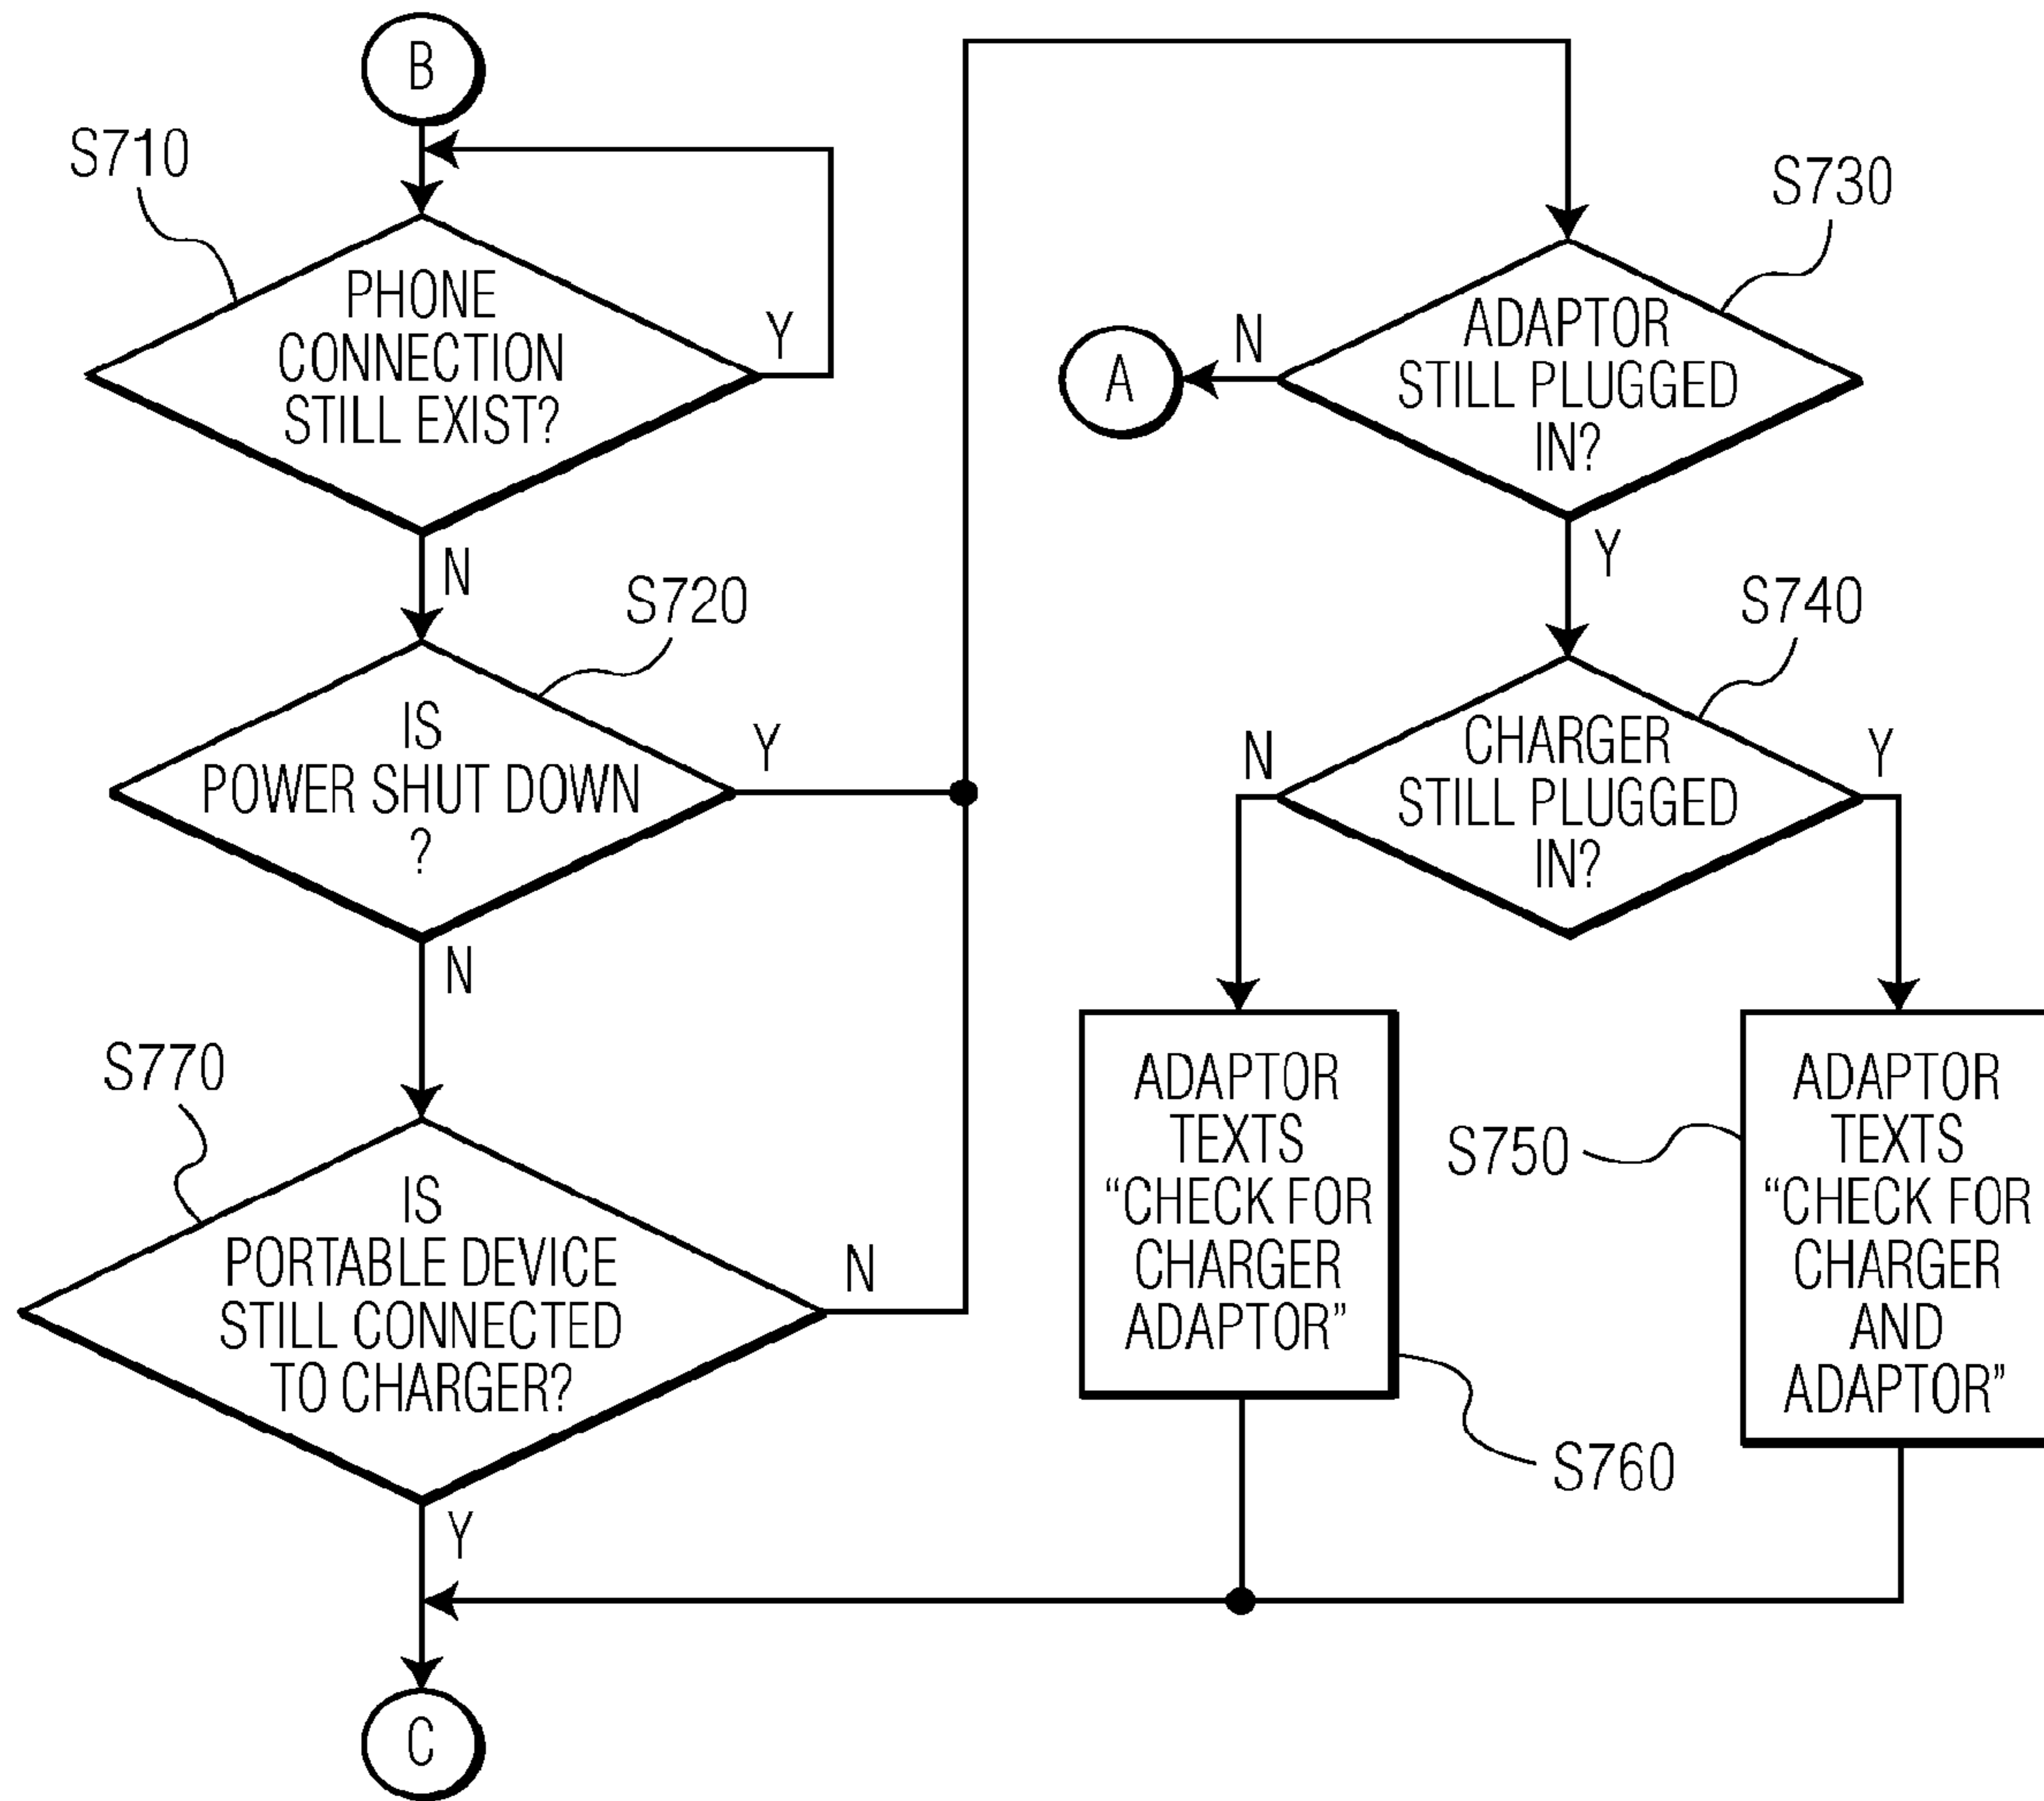 B
S710
PHONE
CONNECTION
STILL EXIST?
Y
N
S720
IS
POWER SHUT DOWN
?
Y
N
S770
IS
PORTABLE DEVICE
STILL CONNECTED
TO CHARGER?
N
Y
C
S730
ADAPTOR
STILL PLUGGED
IN?
N
A
Y
S740
CHARGER
STILL PLUGGED
IN?
N
Y
ADAPTOR
TEXTS
“CHECK FOR
CHARGER
ADAPTOR”
S760
S750
ADAPTOR
TEXTS
“CHECK FOR
CHARGER
AND
ADAPTOR”